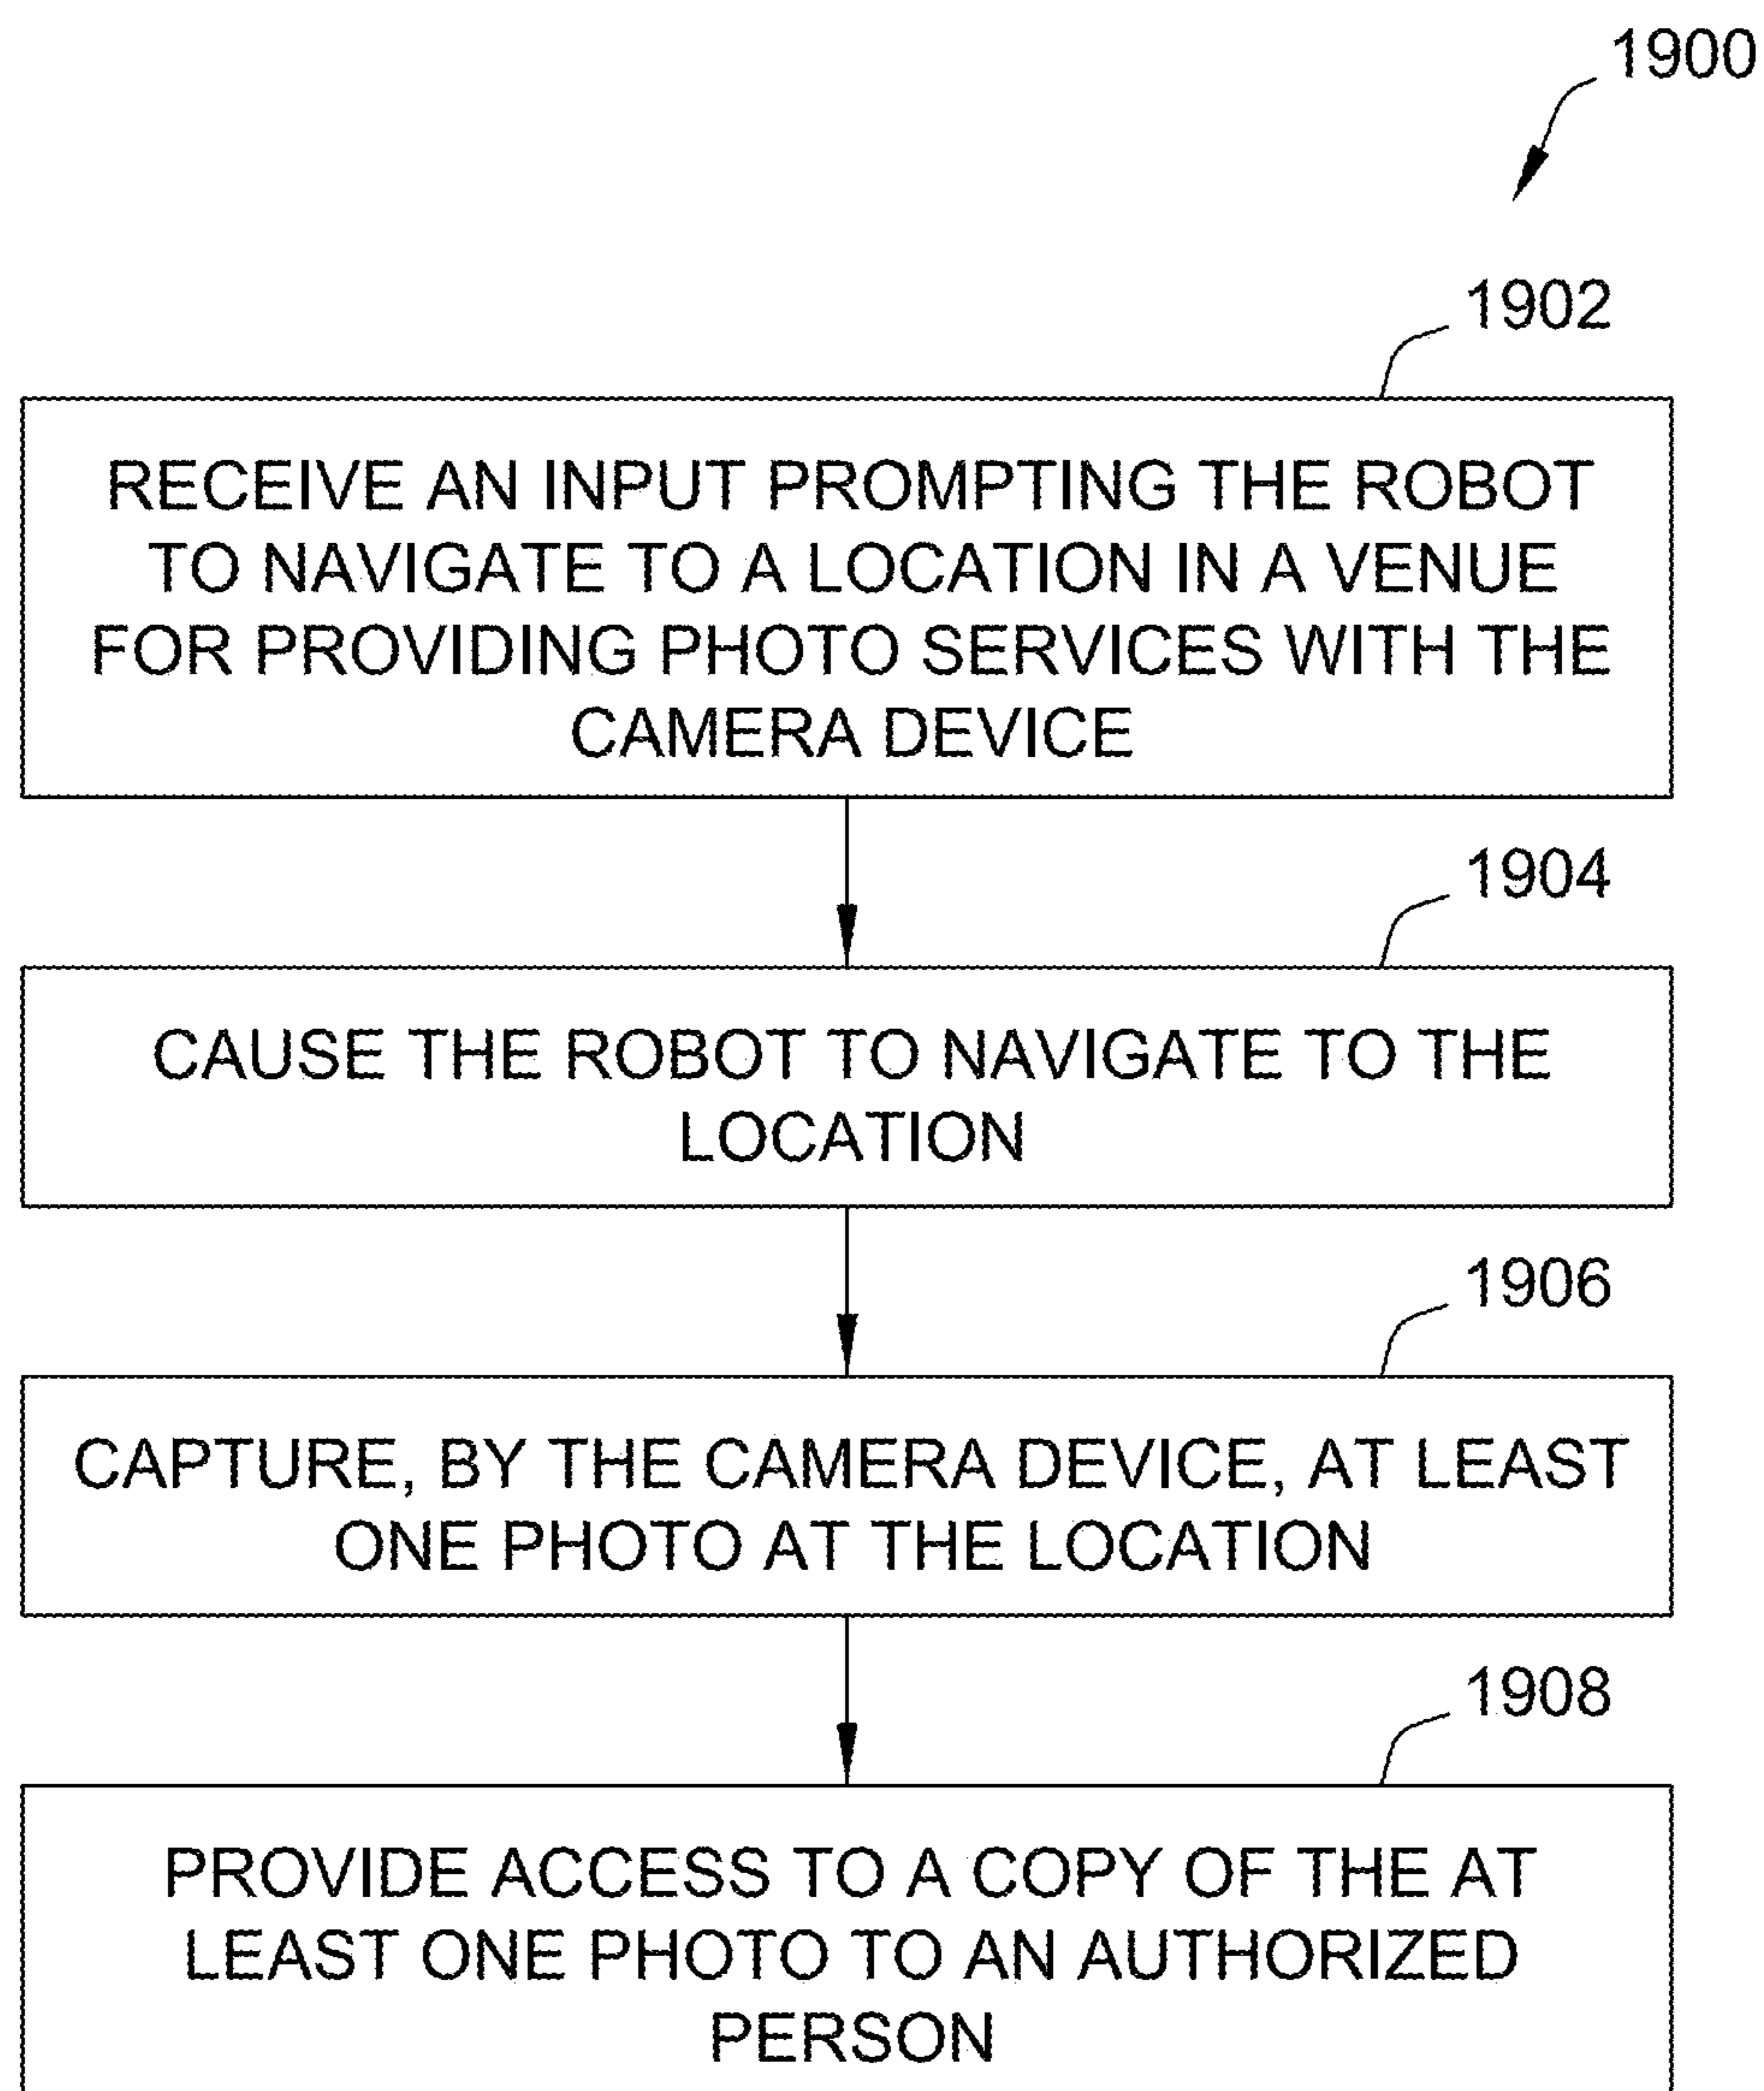 1900
1902
RECEIVE AN INPUT PROMPTING THE ROBOT
TO NAVIGATE TO A LOCATION IN A VENUE
FOR PROVIDING PHOTO SERVICES WITH THE
CAMERA DEVICE
1904
CAUSE THE ROBOT TO NAVIGATE TO THE
LOCATION
1906
CAPTURE, BY THE CAMERA DEVICE, AT LEAST
ONE PHOTO AT THE LOCATION
1908
PROVIDE ACCESS TO A COPY OF THE AT
LEAST ONE PHOTO TO AN AUTHORIZED
PERSON